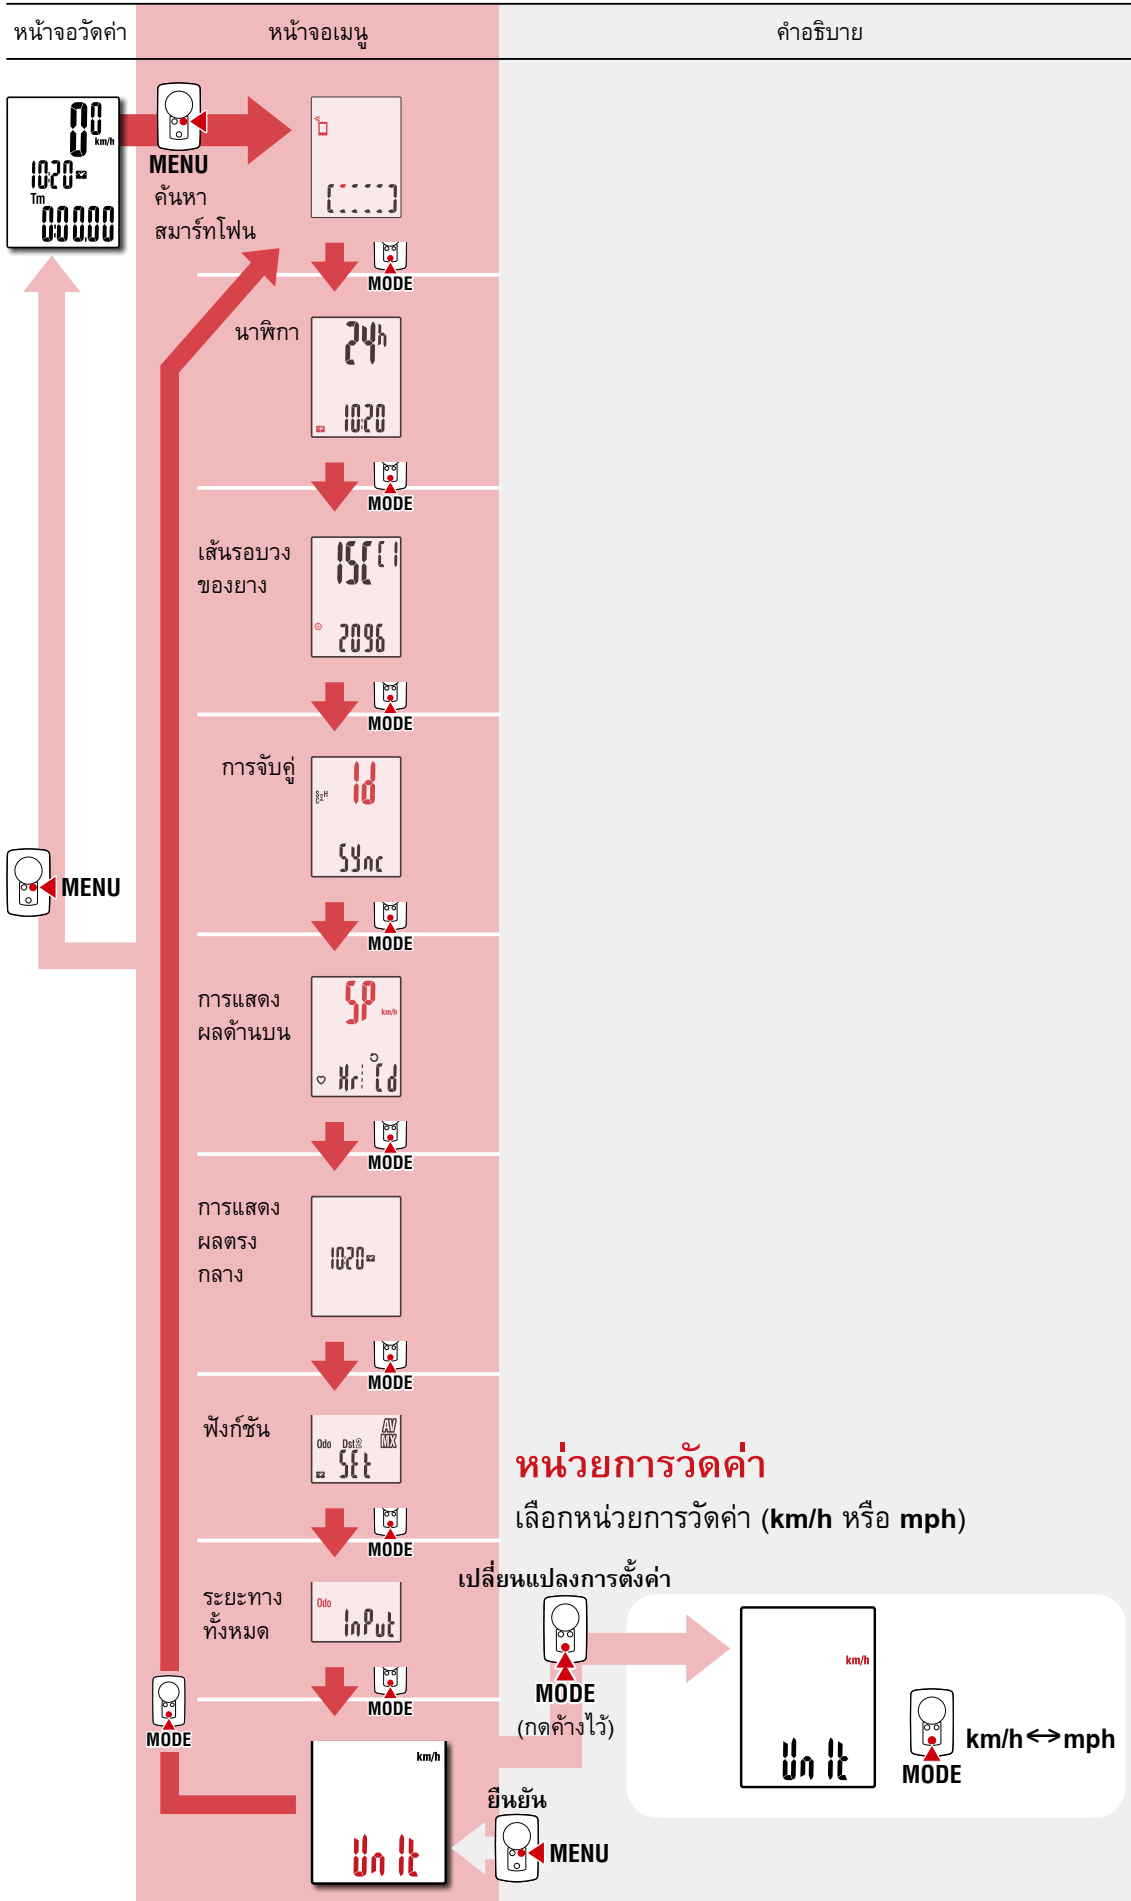 หน้าจอวัดค่า
หน้าจอเมนู
คำอธิบาย
0.0 km/h
10:20
Tm
0:00.00
MENU
ค้นหา
สมาร์ทโฟน
MODE
นาฬิกา
24h
10:20
MODE
เส้นรอบวง
ของยาง
ISC C1
2096
MODE
การจับคู่
Id
SYnc
MODE
MENU
การแสดง
ผลด้านบน
SP km/h
Hr Cd
MODE
การแสดง
ผลตรง
กลาง
10:20
MODE
ฟังก์ชัน
AV
Odo Dst2 MX
SEt
MODE
หน่วยการวัดค่า
เลือกหน่วยการวัดค่า (km/h หรือ mph)
ระยะทาง
ทั้งหมด
Odo
InPut
MODE
MODE
เปลี่ยนแปลงการตั้งค่า
MODE
(กดค้างไว้)
km/h
UnIt
MODE
km/h↔mph
km/h
UnIt
ยืนยัน
MENU